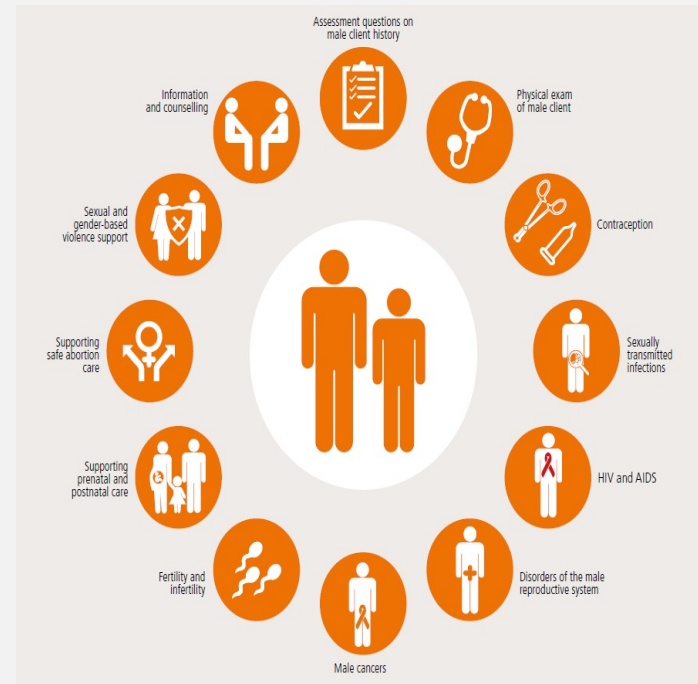 Assessment questions on
male client history
Physical exam
of male client
Contraception
Sexually
transmitted
infections
HIV and AIDS
Disorders of the male
reproductive system
Male cancers
Fertility and
infertility
Supporting
prenatal and
postnatal care
Supporting
safe abortion
care
Sexual and
gender-based
violence support
Information
and counselling